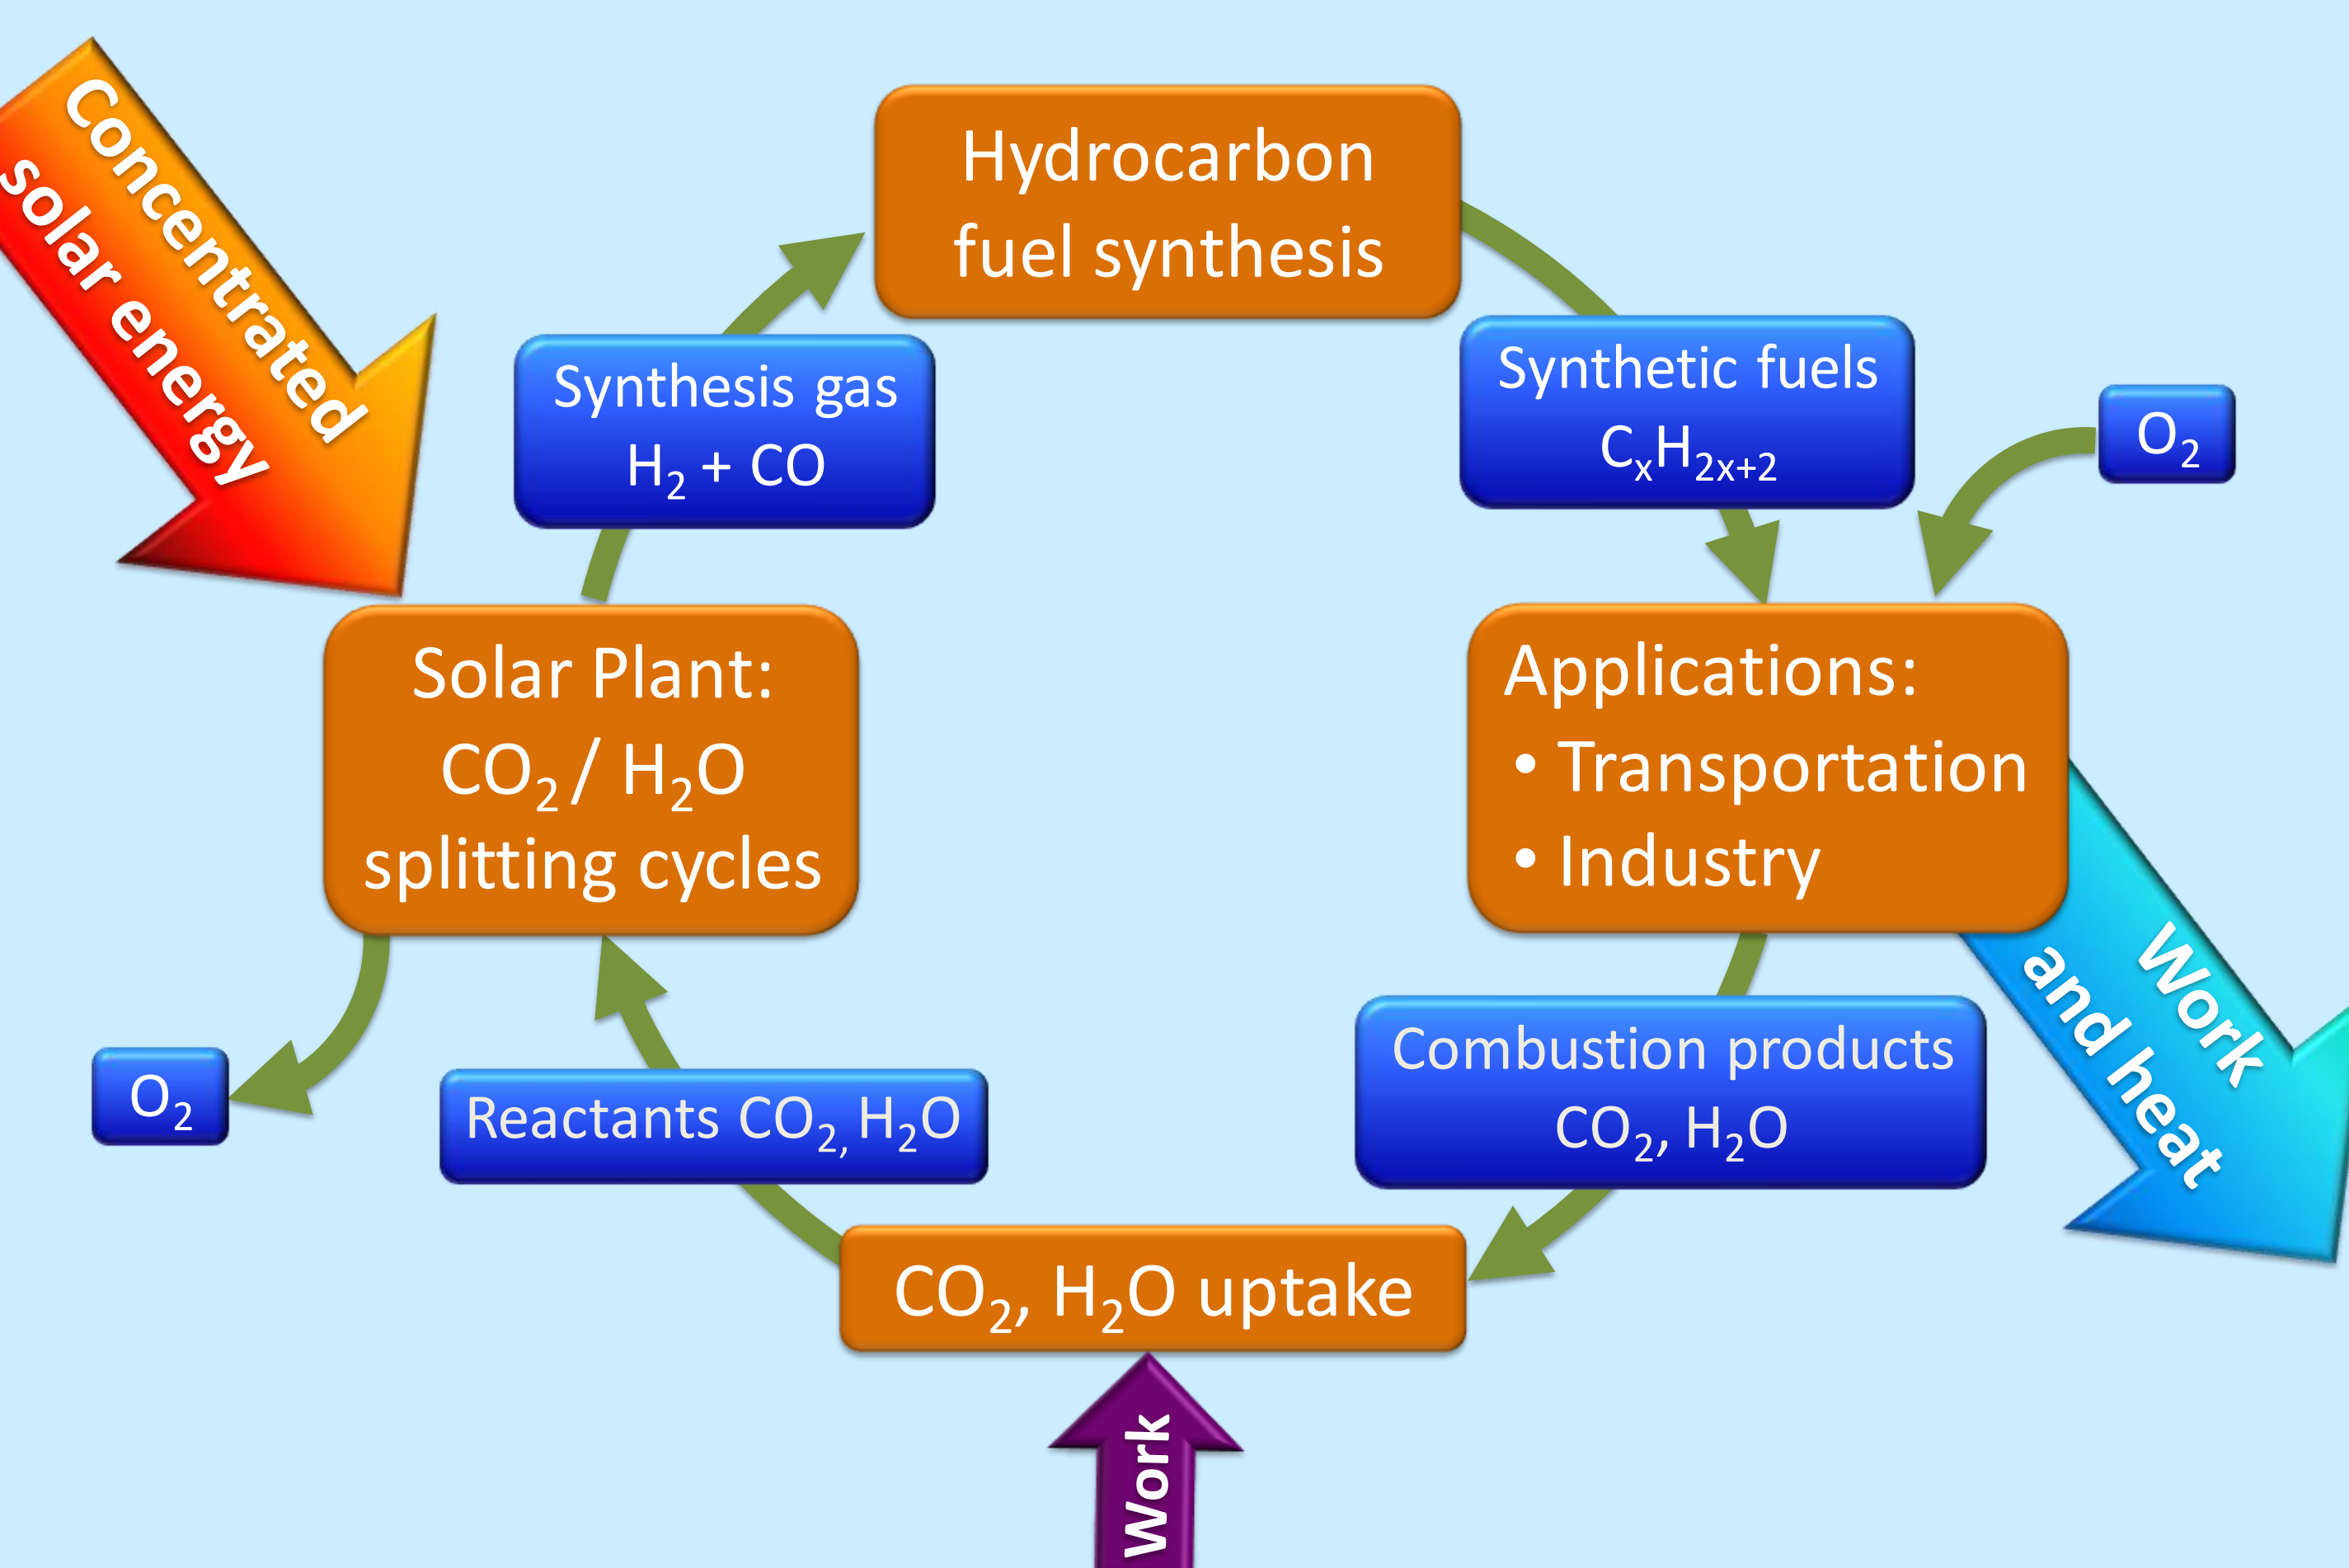 Concentrated
solar energy
Hydrocarbon
fuel synthesis
Synthesis gas
H₂ + CO
Synthetic fuels
CₓH₂ₓ₊₂
O₂
Solar Plant:
CO₂ / H₂O
splitting cycles
Applications:
• Transportation
• Industry
Work
and heat
Combustion products
CO₂, H₂O
O₂
Reactants CO₂, H₂O
CO₂, H₂O uptake
Work